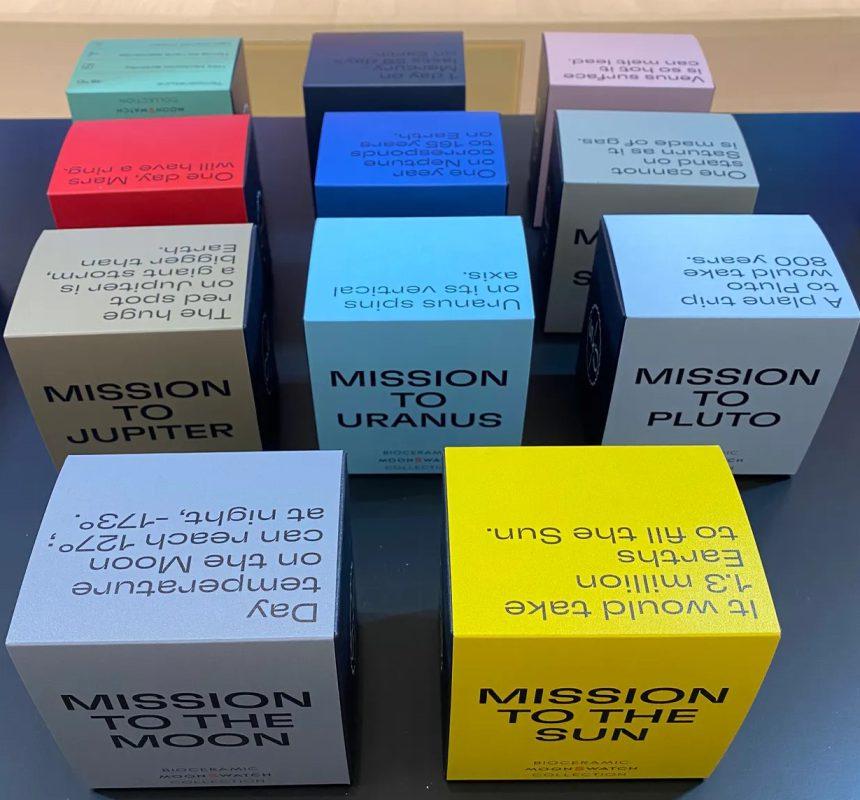 MOONSWATCH
COLLECTION
Temperature
1 day on
Mercury
lasts 59 days
on Earth.
Venus surface
is so hot it
can melt lead.
One day, Mars
will have a ring.
One year
on Neptune
corresponds
to 165 years
on Earth.
One cannot
stand on
Saturn as it
is made of gas.
The huge
red spot
on Jupiter is
a giant storm,
bigger than
Earth.
MISSION
TO
JUPITER
Uranus spins
on its vertical
axis.
MISSION
TO
URANUS
COLLECTION
A plane trip
to Pluto
would take
800 years.
MISSION
TO
PLUTO
Day
temperature
on the Moon
can reach 127°;
at night, -173°.
MISSION
TO THE
MOON
BIOCERAMIC
MOONSWATCH
COLLECTION
It would take
1.3 million
Earths
to fill the Sun.
MISSION
TO THE
SUN
BIOCERAMIC
MOONSWATCH
COLLECTION